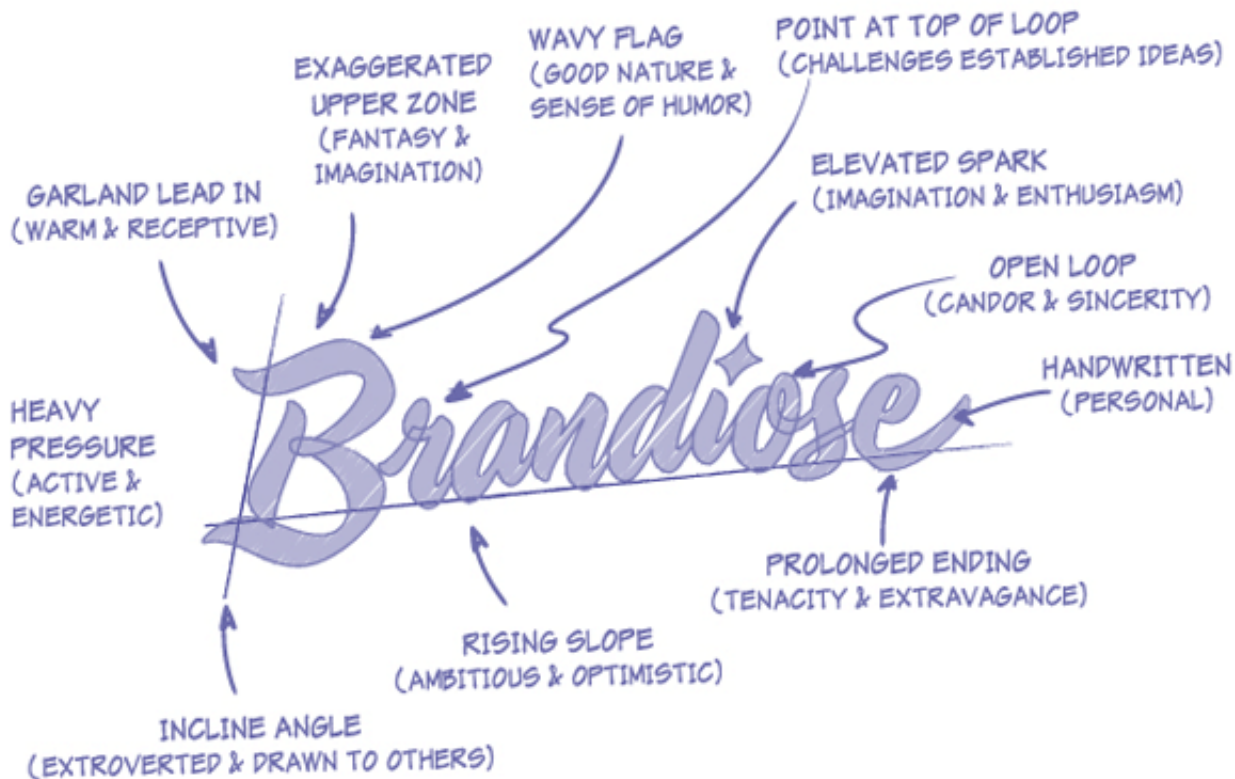 WAVY FLAG
(GOOD NATURE &
SENSE OF HUMOR)
POINT AT TOP OF LOOP
(CHALLENGES ESTABLISHED IDEAS)
EXAGGERATED
UPPER ZONE
(FANTASY &
IMAGINATION)
ELEVATED SPARK
(IMAGINATION & ENTHUSIASM)
GARLAND LEAD IN
(WARM & RECEPTIVE)
OPEN LOOP
(CANDOR & SINCERITY)
HANDWRITTEN
(PERSONAL)
HEAVY
PRESSURE
(ACTIVE &
ENERGETIC)
Brandiose
PROLONGED ENDING
(TENACITY & EXTRAVAGANCE)
RISING SLOPE
(AMBITIOUS & OPTIMISTIC)
INCLINE ANGLE
(EXTROVERTED & DRAWN TO OTHERS)